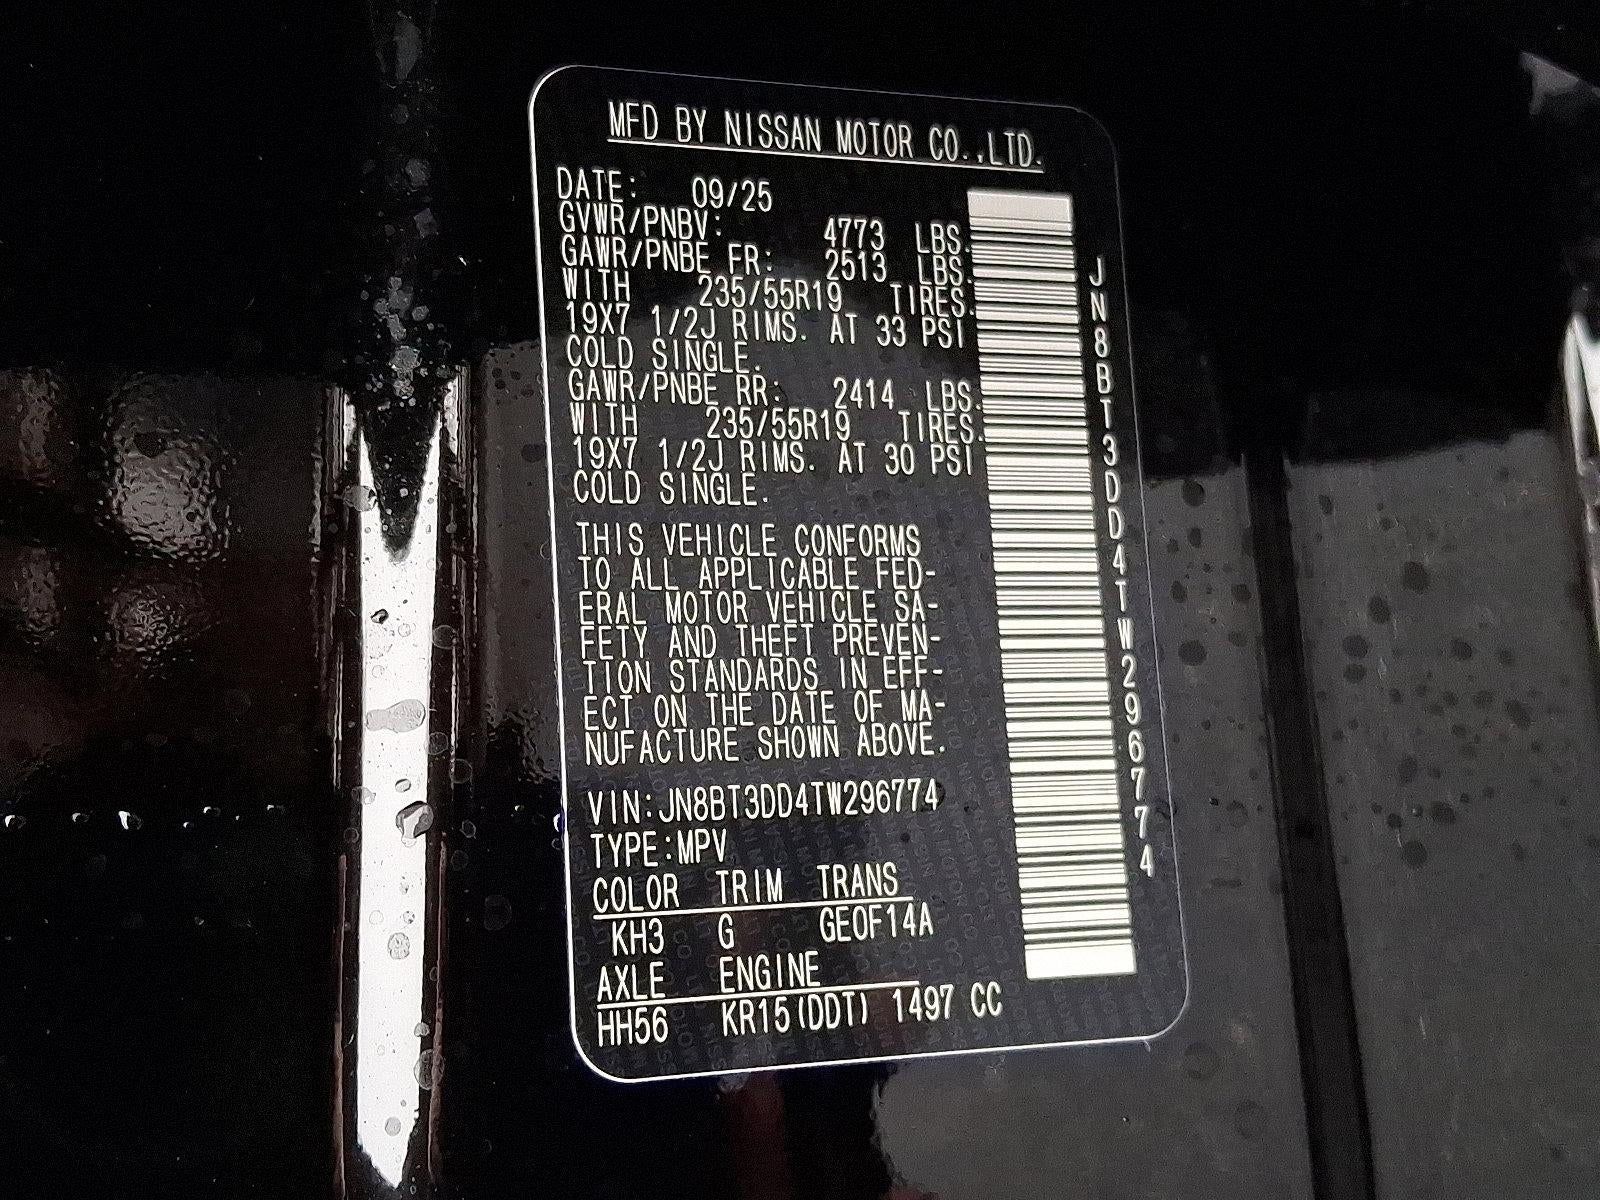 MFD BY NISSAN MOTOR CO.,LTD.
DATE: 09/25
GVWR/PNBV: 4773 LBS.
GAWR/PNBE FR: 2513 LBS.
WITH 235/55R19 TIRES.
19X7 1/2J RIMS. AT 33 PSI
COLD SINGLE.
GAWR/PNBE RR: 2414 LBS.
WITH 235/55R19 TIRES.
19X7 1/2J RIMS. AT 30 PSI
COLD SINGLE.
THIS VEHICLE CONFORMS
TO ALL APPLICABLE FED-
ERAL MOTOR VEHICLE SA-
FETY AND THEFT PREVEN-
TION STANDARDS IN EFF-
ECT ON THE DATE OF MA-
NUFACTURE SHOWN ABOVE.
VIN:JN8BT3DD4TW296774
TYPE:MPV
COLOR TRIM TRANS
KH3 G GEOF14A
AXLE ENGINE
HH56 KR15(DDT) 1497 CC
JN8BT3DD4TW296774